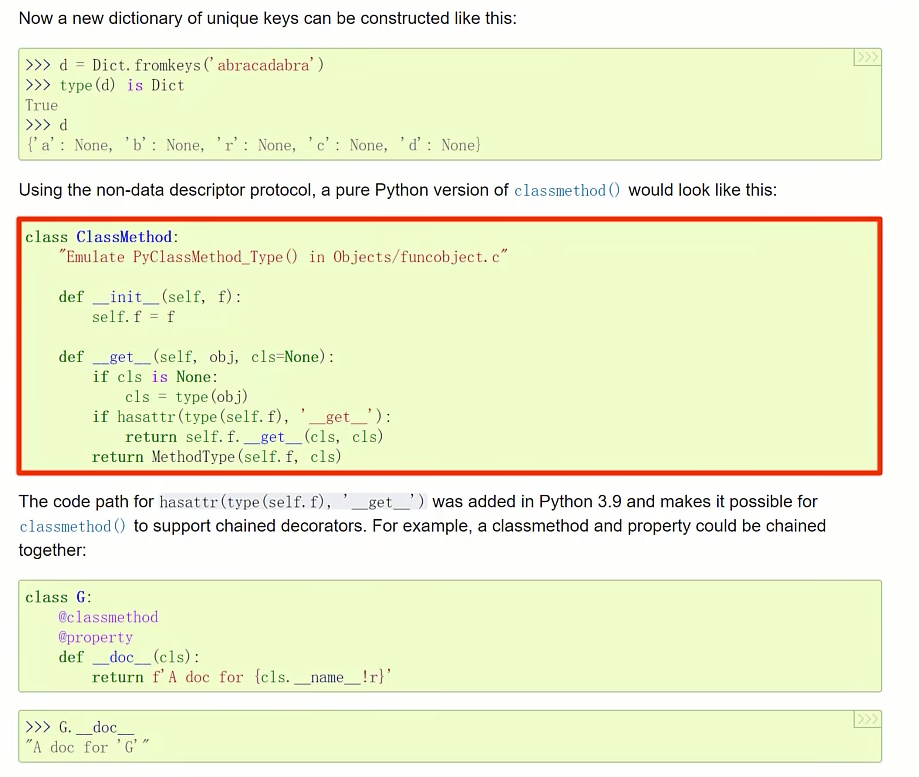 Now a new dictionary of unique keys can be constructed like this:
>>> d = Dict.fromkeys('abracadabra')
>>>
>>> type(d) is Dict
True
>>> d
{'a': None, 'b': None, 'r': None, 'c': None, 'd': None}
Using the non-data descriptor protocol, a pure Python version of classmethod() would look like this:
class ClassMethod:
    "Emulate PyClassMethod_Type() in Objects/funcobject.c"
    def __init__(self, f):
        self.f = f
    def __get__(self, obj, cls=None):
        if cls is None:
            cls = type(obj)
        if hasattr(type(self.f), '__get__'):
            return self.f.__get__(cls, cls)
        return MethodType(self.f, cls)
The code path for hasattr(type(self.f), '__get__') was added in Python 3.9 and makes it possible for
classmethod() to support chained decorators. For example, a classmethod and property could be chained
together:
class G:
    @classmethod
    @property
    def __doc__(cls):
        return f'A doc for {cls.__name__!r}'
>>> G.__doc__
>>>
"A doc for 'G'"